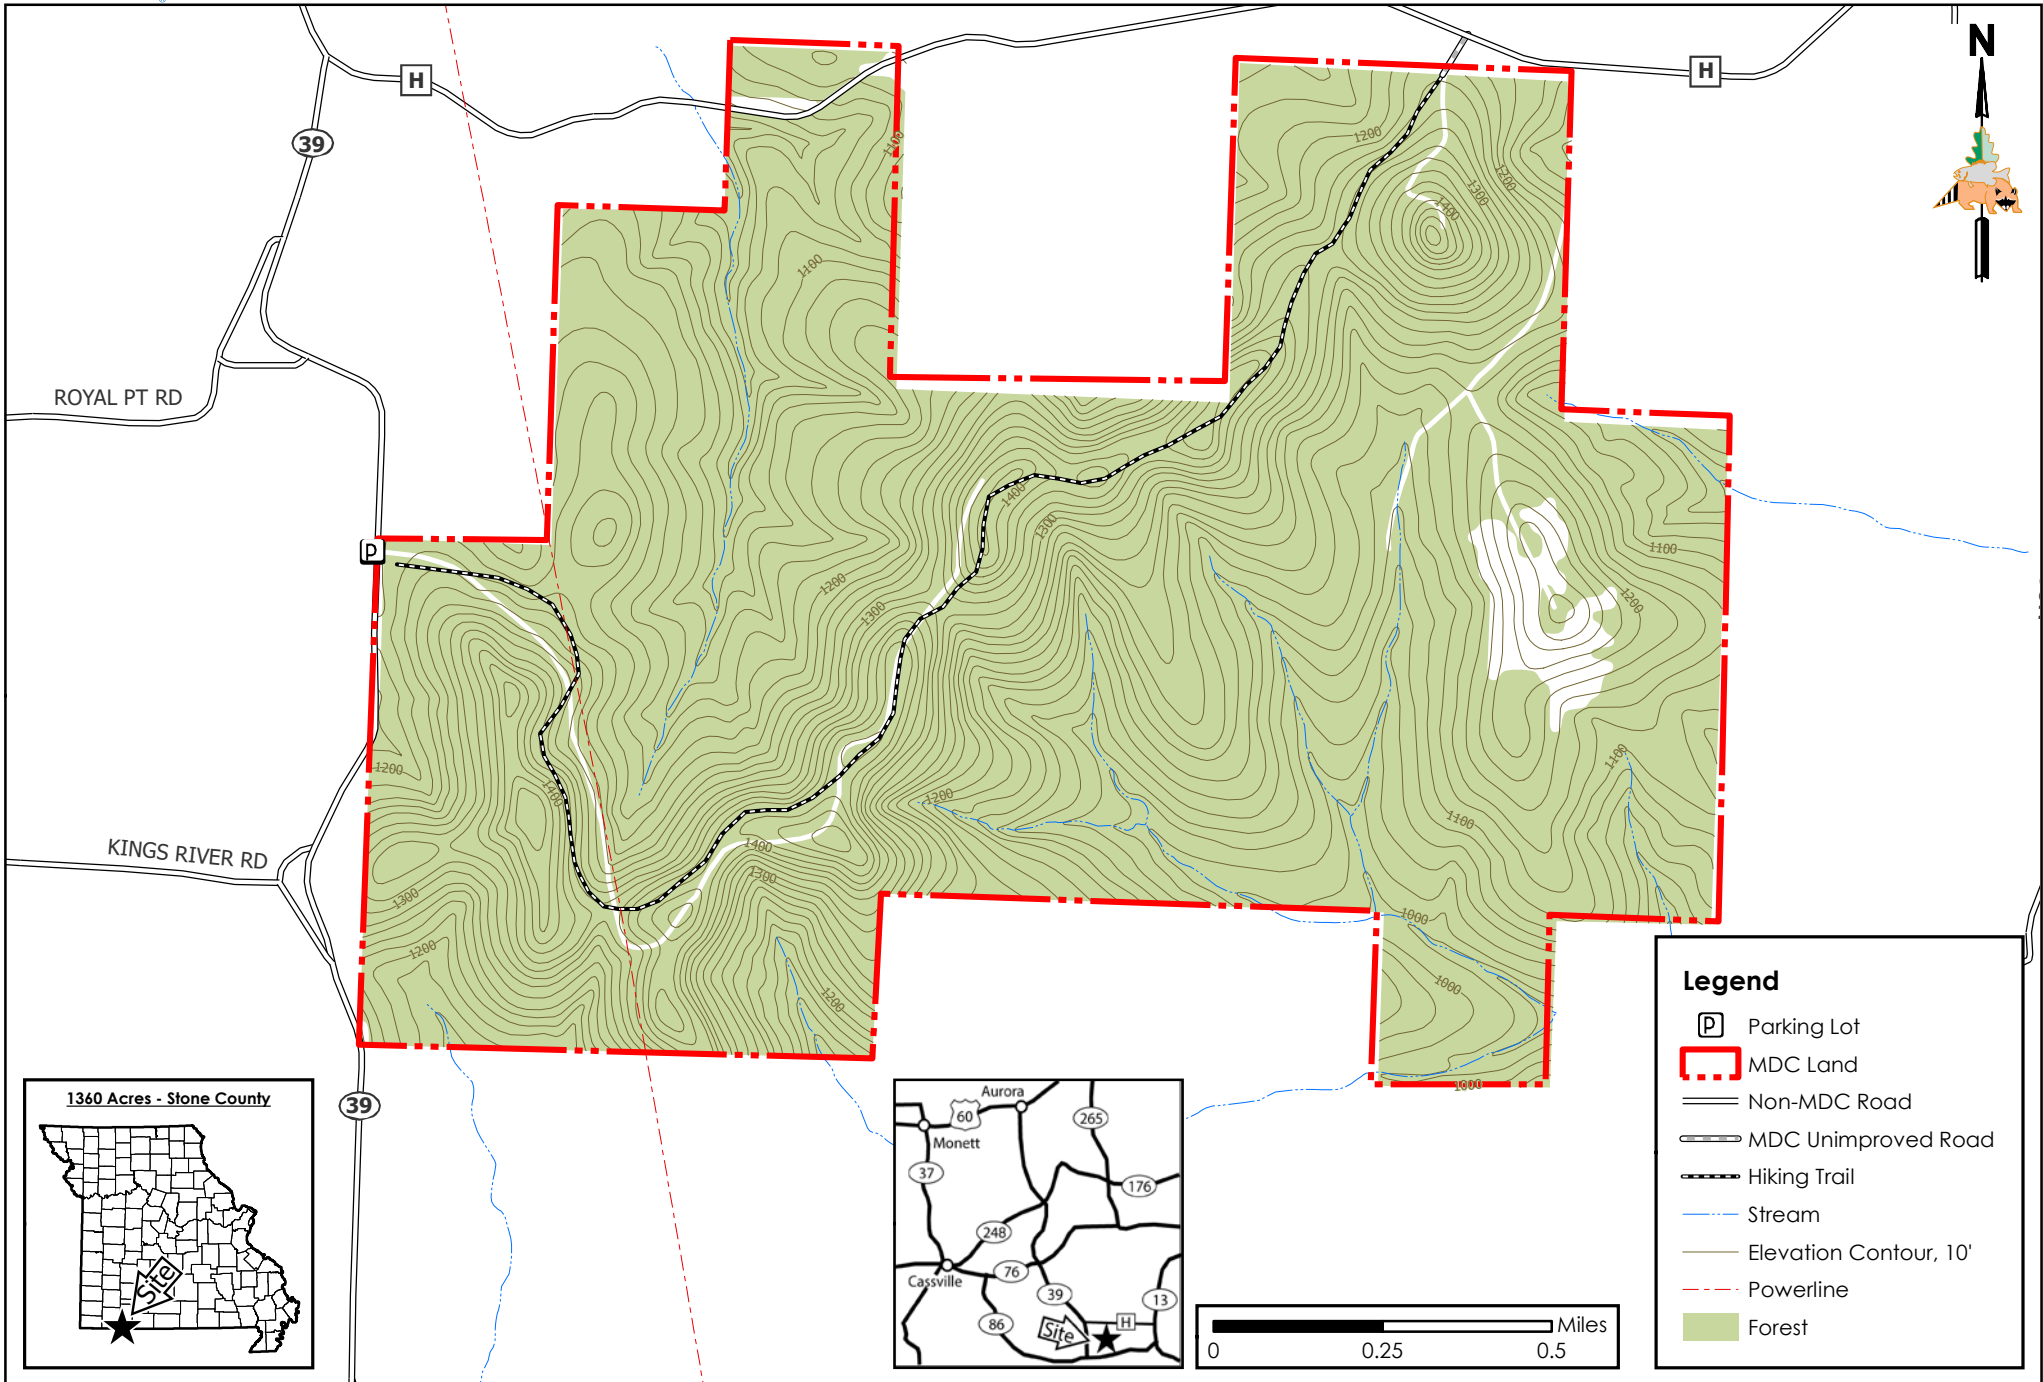 N
H
H
39
1100
1200
1200
1300
1400
1100
ROYAL PT RD
1400
1300
P
1100
1200
1200
1300
1200
1400
1100
1200
1100
KINGS RIVER RD
1400
1300
1300
1000
1200
1200
1000
1000
39
Legend
P Parking Lot
MDC Land
Non-MDC Road
MDC Unimproved Road
Hiking Trail
Stream
Elevation Contour, 10'
Powerline
Forest
1360 Acres - Stone County
Site
Aurora
60
265
Monett
37
176
248
Cassville
76
39
13
86
H
Site
Miles
0 0.25 0.5